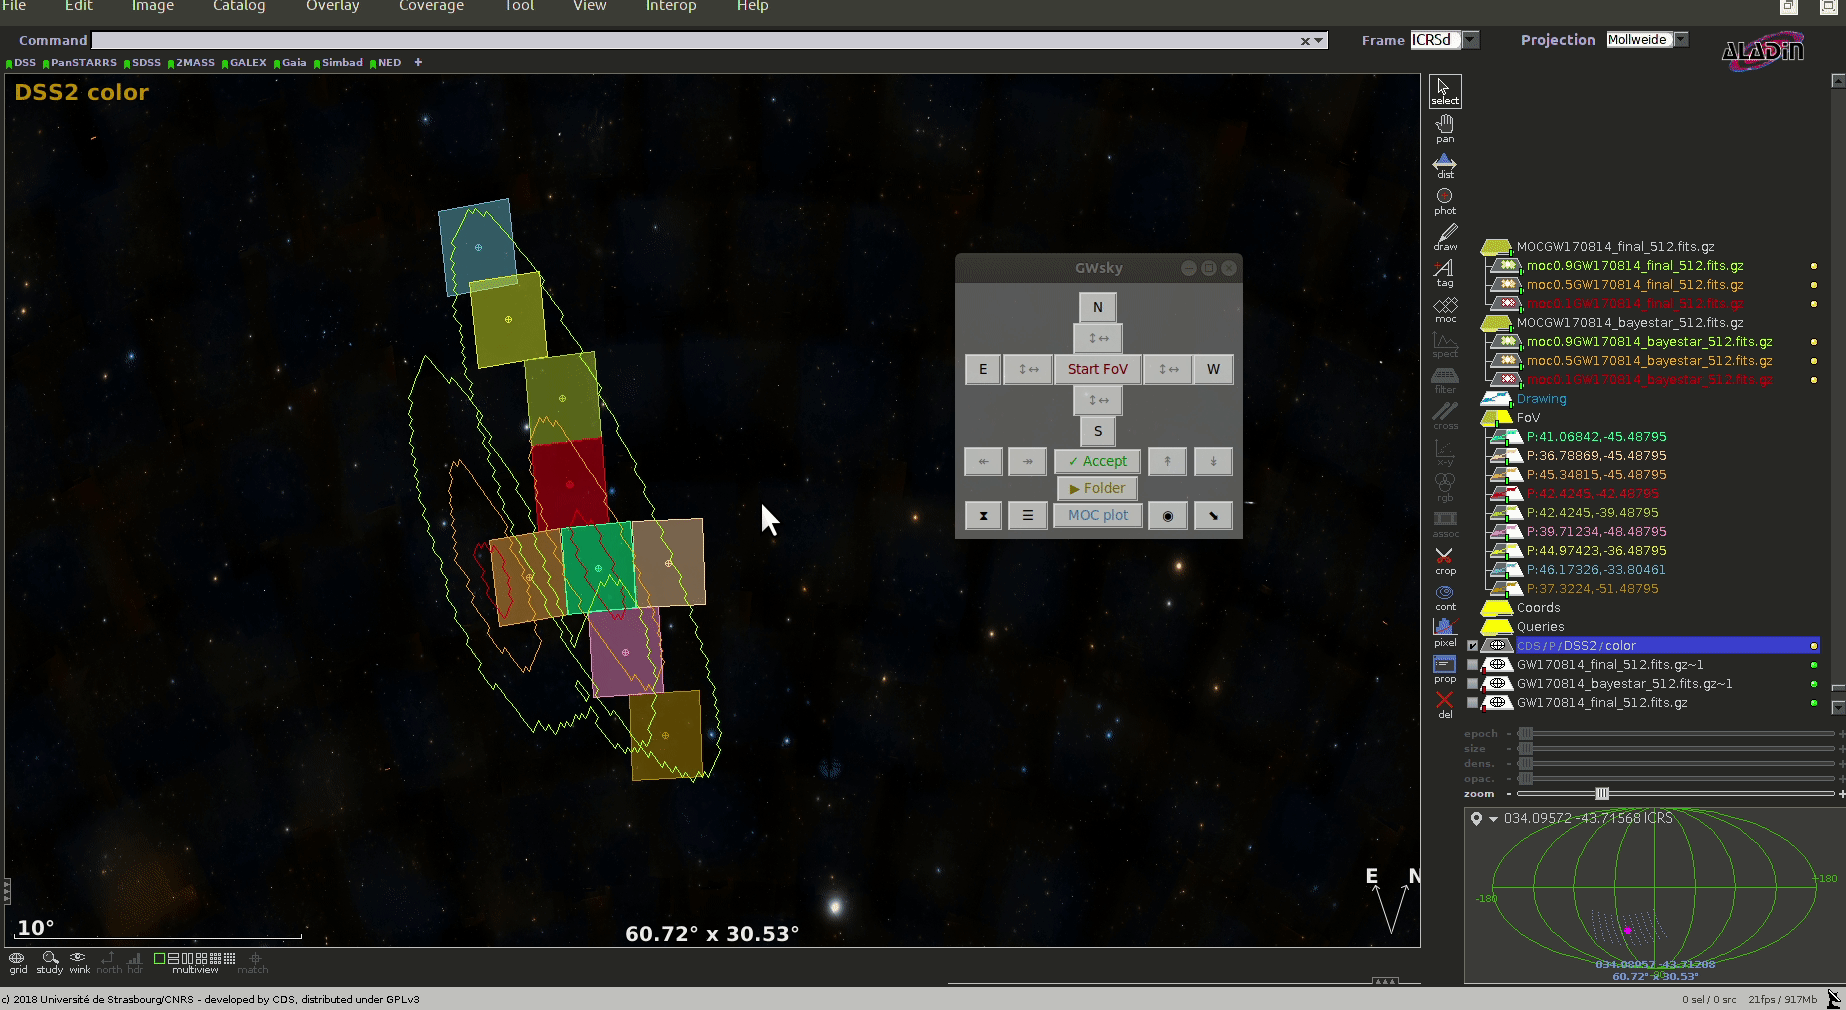 File Edit Image Catalog Overlay Coverage Tool View Interop Help
Command
Frame ICRSd Projection Mollweide ALADIN
DSS PanSTARRS SDSS 2MASS GALEX Gaia Simbad NED +
DSS2 color
GWsky
N
E Start FoV W
S
✓ Accept
▶ Folder
MOC plot
10°
60.72° x 30.53°
E N
select
pan
dist
phot
draw
tag
moc
spect
filter
cross
x-y
rgb
assoc
crop
cont
pixel
prop
del
MOCGW170814_final_512.fits.gz
moc0.9GW170814_final_512.fits.gz
moc0.5GW170814_final_512.fits.gz
moc0.1GW170814_final_512.fits.gz
MOCGW170814_bayestar_512.fits.gz
moc0.9GW170814_bayestar_512.fits.gz
moc0.5GW170814_bayestar_512.fits.gz
moc0.1GW170814_bayestar_512.fits.gz
Drawing
FoV
P:41.06842,-45.48795
P:36.78869,-45.48795
P:45.34815,-45.48795
P:42.4245,-42.48795
P:42.4245,-39.48795
P:39.71234,-48.48795
P:44.97423,-36.48795
P:46.17326,-33.80461
P:37.3224,-51.48795
Coords
Queries
CDS/P/DSS2/color
GW170814_final_512.fits.gz~1
GW170814_bayestar_512.fits.gz~1
GW170814_final_512.fits.gz
epoch - +
size - +
dens. - +
opac. - +
zoom - +
034.09572 -43.71568 ICRS
+180
-180
034.08957 -43.71208
60.72° x 30.53°
grid study wink north hdr multiview match
c) 2018 Université de Strasbourg/CNRS - developed by CDS, distributed under GPLv3
0 sel / 0 src 21fps / 917Mb